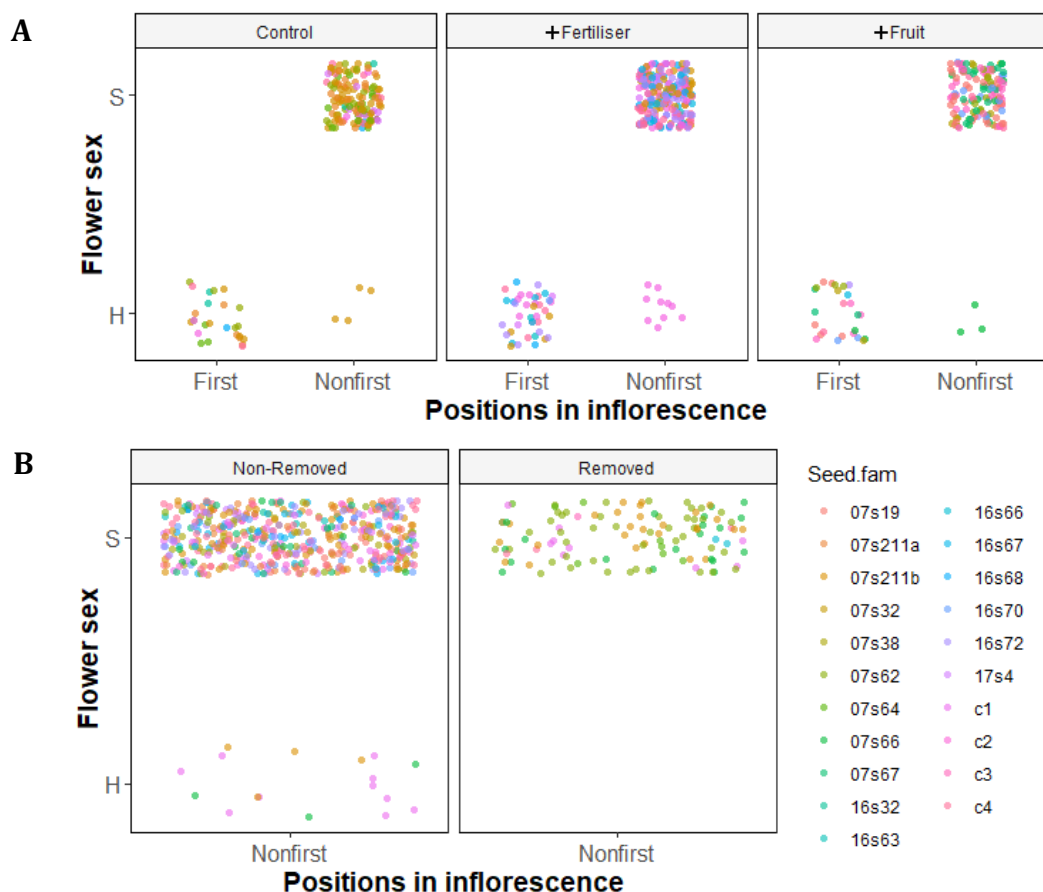 A
Control
+Fertiliser
+Fruit
Flower sex
S
H
First
Nonfirst
First
Nonfirst
First
Nonfirst
Positions in inflorescence
B
Non-Removed
Removed
Flower sex
S
H
Nonfirst
Nonfirst
Positions in inflorescence
Seed.fam
07s19
07s211a
07s211b
07s32
07s38
07s62
07s64
07s66
07s67
16s32
16s63
16s66
16s67
16s68
16s70
16s72
17s4
c1
c2
c3
c4